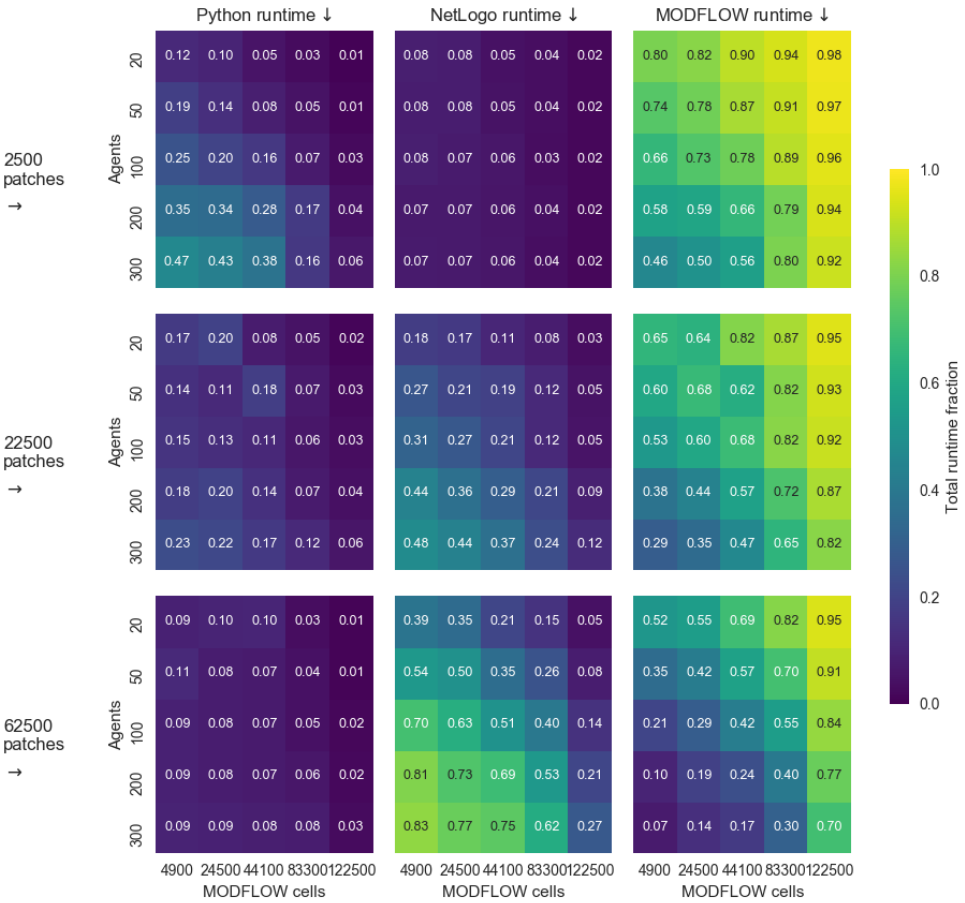 Python runtime ↓ NetLogo runtime ↓ MODFLOW runtime ↓
2500
patches
→
Agents
20 0.12 0.10 0.05 0.03 0.01 0.08 0.08 0.05 0.04 0.02 0.80 0.82 0.90 0.94 0.98
50 0.19 0.14 0.08 0.05 0.01 0.08 0.08 0.05 0.04 0.02 0.74 0.78 0.87 0.91 0.97
100 0.25 0.20 0.16 0.07 0.03 0.08 0.07 0.06 0.03 0.02 0.66 0.73 0.78 0.89 0.96
200 0.35 0.34 0.28 0.17 0.04 0.07 0.07 0.06 0.04 0.02 0.58 0.59 0.66 0.79 0.94
300 0.47 0.43 0.38 0.16 0.06 0.07 0.07 0.06 0.04 0.02 0.46 0.50 0.56 0.80 0.92
22500
patches
→
Agents
20 0.17 0.20 0.08 0.05 0.02 0.18 0.17 0.11 0.08 0.03 0.65 0.64 0.82 0.87 0.95
50 0.14 0.11 0.18 0.07 0.03 0.27 0.21 0.19 0.12 0.05 0.60 0.68 0.62 0.82 0.93
100 0.15 0.13 0.11 0.06 0.03 0.31 0.27 0.21 0.12 0.05 0.53 0.60 0.68 0.82 0.92
200 0.18 0.20 0.14 0.07 0.04 0.44 0.36 0.29 0.21 0.09 0.38 0.44 0.57 0.72 0.87
300 0.23 0.22 0.17 0.12 0.06 0.48 0.44 0.37 0.24 0.12 0.29 0.35 0.47 0.65 0.82
62500
patches
→
Agents
20 0.09 0.10 0.10 0.03 0.01 0.39 0.35 0.21 0.15 0.05 0.52 0.55 0.69 0.82 0.95
50 0.11 0.08 0.07 0.04 0.01 0.54 0.50 0.35 0.26 0.08 0.35 0.42 0.57 0.70 0.91
100 0.09 0.08 0.07 0.05 0.02 0.70 0.63 0.51 0.40 0.14 0.21 0.29 0.42 0.55 0.84
200 0.09 0.08 0.07 0.06 0.02 0.81 0.73 0.69 0.53 0.21 0.10 0.19 0.24 0.40 0.77
300 0.09 0.09 0.08 0.08 0.03 0.83 0.77 0.75 0.62 0.27 0.07 0.14 0.17 0.30 0.70
4900 24500 44100 83300 122500 4900 24500 44100 83300 122500 4900 24500 44100 83300 122500
MODFLOW cells MODFLOW cells MODFLOW cells
1.0
0.8
0.6
0.4
0.2
0.0
Total runtime fraction